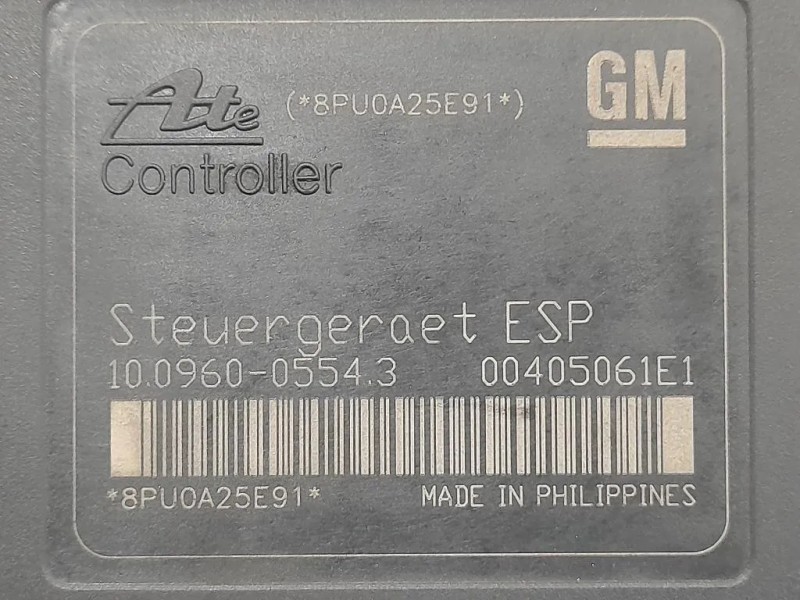 Ate (*8PU0A25E91*) GM
Controller
Steuergeraet ESP
10.0960-0554.3 00405061E1
*8PU0A25E91* MADE IN PHILIPPINES